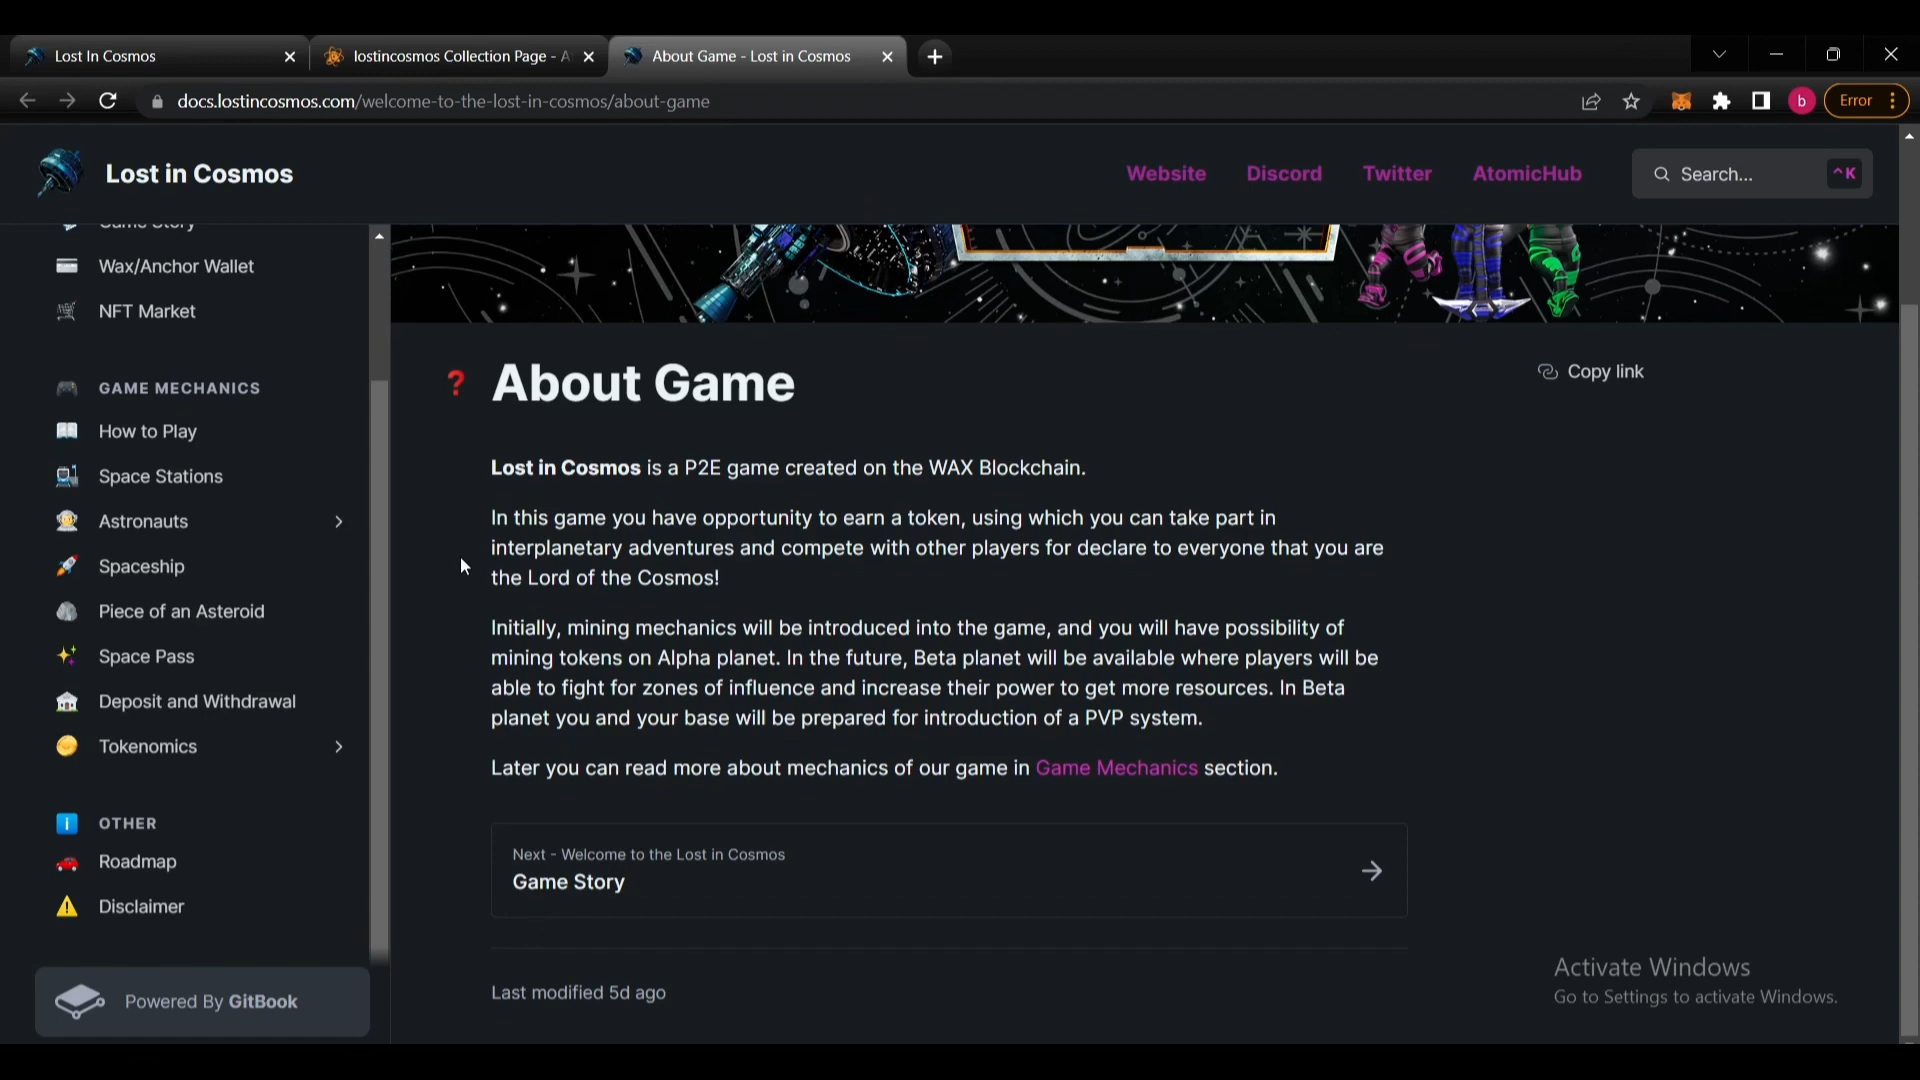 Lost In Cosmos
lostincosmos Collection Page - A
About Game - Lost in Cosmos
docs.lostincosmos.com/welcome-to-the-lost-in-cosmos/about-game
b
Error
Lost in Cosmos
Website
Discord
Twitter
AtomicHub
Search...
^K
Game Story
Wax/Anchor Wallet
NFT Market
GAME MECHANICS
How to Play
Space Stations
Astronauts
Spaceship
Piece of an Asteroid
Space Pass
Deposit and Withdrawal
Tokenomics
OTHER
Roadmap
Disclaimer
Powered By GitBook
? About Game
Copy link
Lost in Cosmos is a P2E game created on the WAX Blockchain.
In this game you have opportunity to earn a token, using which you can take part in
interplanetary adventures and compete with other players for declare to everyone that you are
the Lord of the Cosmos!
Initially, mining mechanics will be introduced into the game, and you will have possibility of
mining tokens on Alpha planet. In the future, Beta planet will be available where players will be
able to fight for zones of influence and increase their power to get more resources. In Beta
planet you and your base will be prepared for introduction of a PVP system.
Later you can read more about mechanics of our game in Game Mechanics section.
Next - Welcome to the Lost in Cosmos
Game Story
Last modified 5d ago
Activate Windows
Go to Settings to activate Windows.